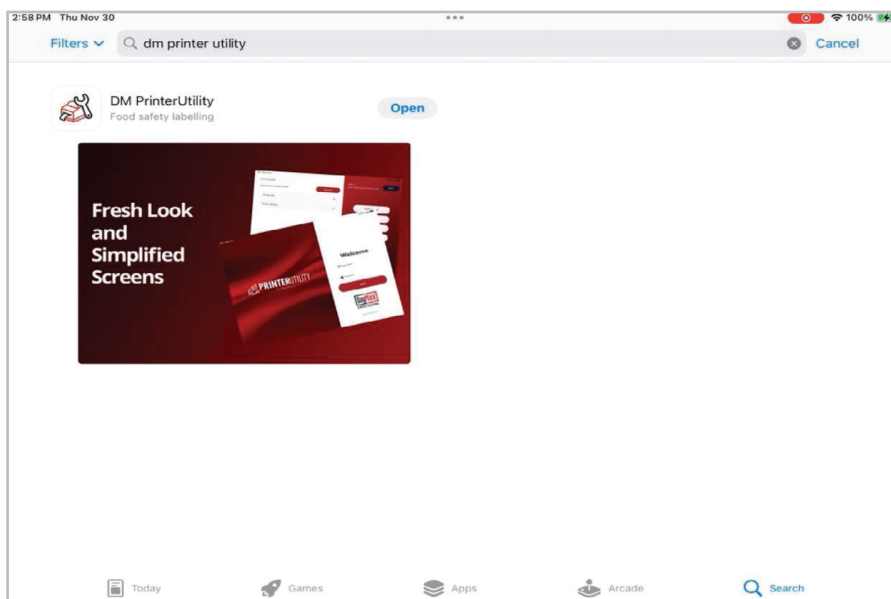 2:58 PM Thu Nov 30
100%
Filters
dm printer utility
Cancel
DM PrinterUtility
Food safety labelling
Open
Fresh Look
and
Simplified
Screens
Welcome
PRINTERUTILITY
DayMark
Today
Games
Apps
Arcade
Search